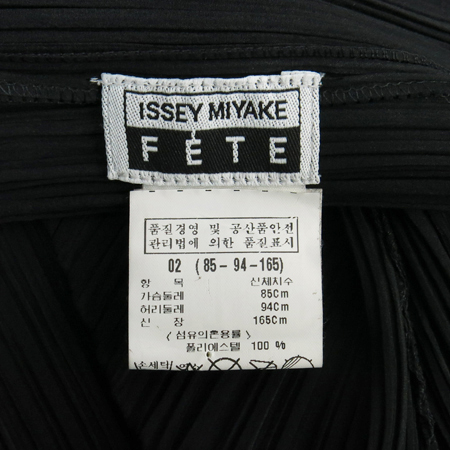 ISSEY MIYAKE
FÊTE
품질경영 및 공산품안전
관리법에 의한 품질표시
02 (85-94-165)
항 목 신체치수
가슴둘레 85Cm
허리둘레 94Cm
신 장 165Cm
〈섬유의혼용률〉
폴리에스텔 100 %
손세탁